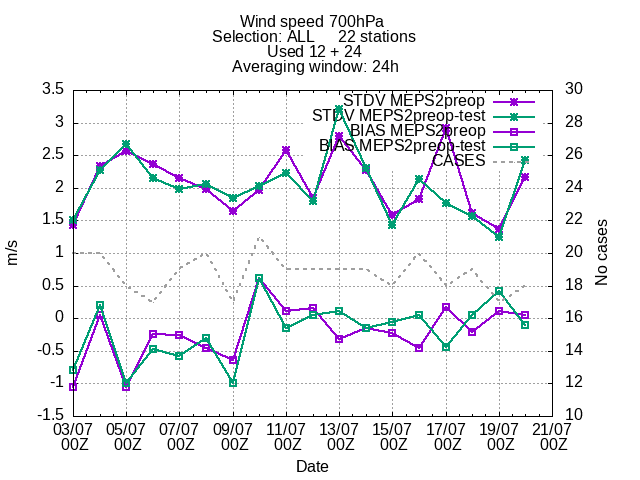 Wind speed 700hPa
Selection: ALL 22 stations
Used 12 + 24
Averaging window: 24h
3.5
3
2.5
2
1.5
1
0.5
0
-0.5
-1
-1.5
m/s
30
28
26
24
22
20
18
16
14
12
10
No cases
STDV MEPS2preop
STDV MEPS2preop-test
BIAS MEPS2preop
BIAS MEPS2preop-test
CASES
03/07 05/07 07/07 09/07 11/07 13/07 15/07 17/07 19/07 21/07
00Z 00Z 00Z 00Z 00Z 00Z 00Z 00Z 00Z 00Z
Date